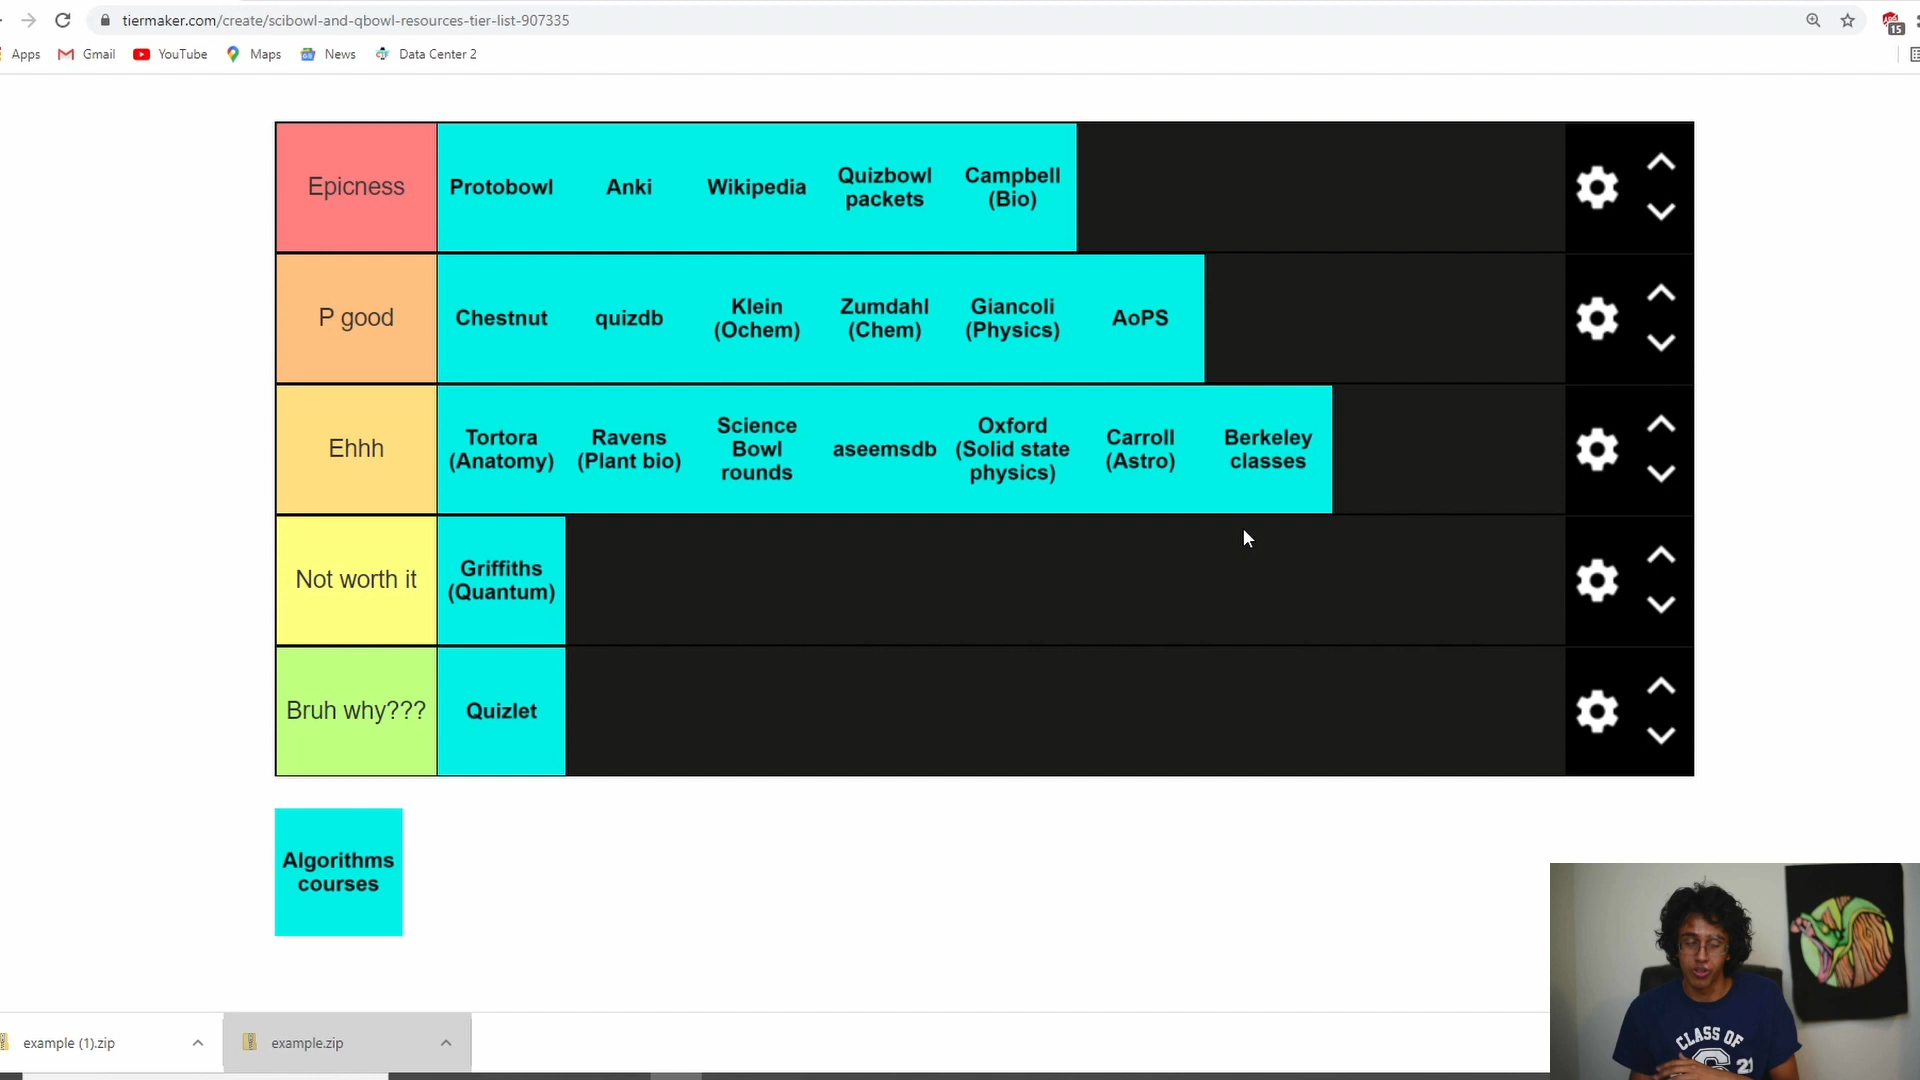 tiermaker.com/create/scibowl-and-qbowl-resources-tier-list-907335
15
Apps
Gmail
YouTube
Maps
News
Data Center 2
Epicness
Protobowl
Anki
Wikipedia
Quizbowl
packets
Campbell
(Bio)
P good
Chestnut
quizdb
Klein
(Ochem)
Zumdahl
(Chem)
Giancoli
(Physics)
AoPS
Ehhh
Tortora
(Anatomy)
Ravens
(Plant bio)
Science
Bowl
rounds
aseemsdb
Oxford
(Solid state
physics)
Carroll
(Astro)
Berkeley
classes
Not worth it
Griffiths
(Quantum)
Bruh why???
Quizlet
Algorithms
courses
example (1).zip
example.zip
CLASS OF
21